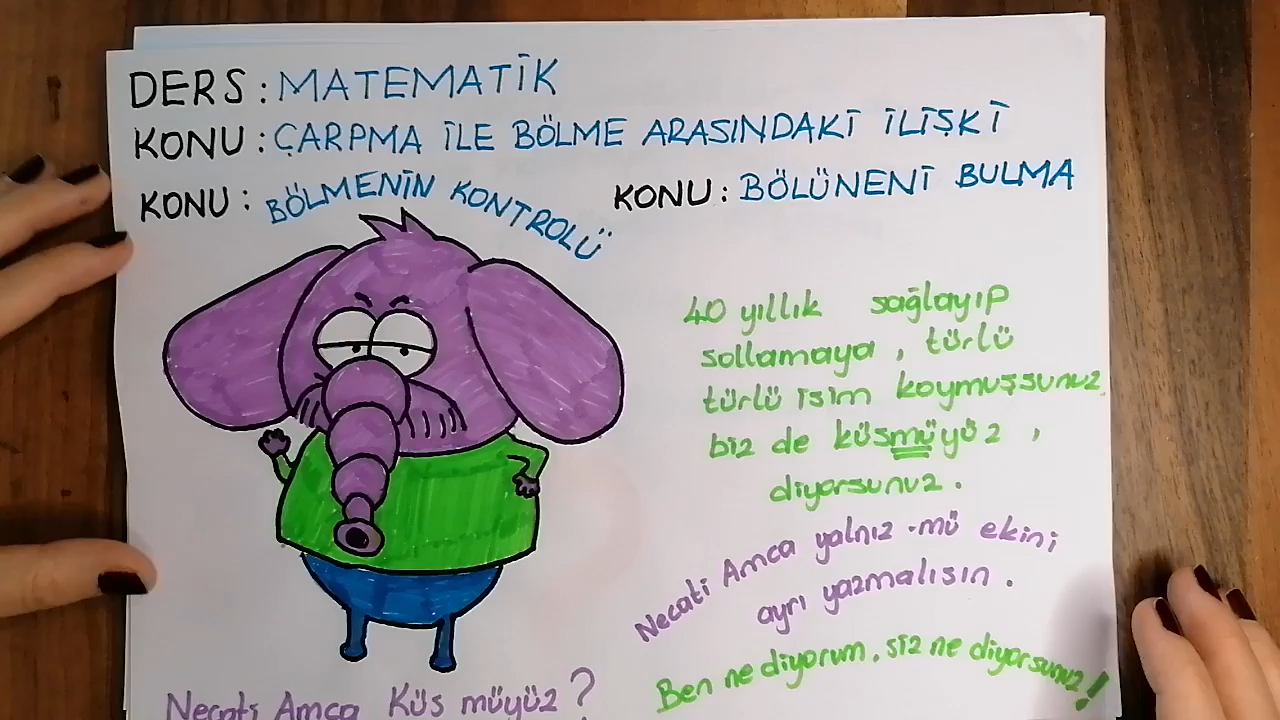 DERS : MATEMATİK
KONU : ÇARPMA İLE BÖLME ARASINDAKİ İLİŞKİ
KONU : BÖLMENİN KONTROLÜ
KONU : BÖLÜNENİ BULMA
40 yıllık sağlayıp
sollamaya , türlü
türlü isim koymuşsunuz.
biz de küsmüyüz ,
diyorsunuz .
Necati Amca yalnız -mü ekini
ayrı yazmalısın .
Ben ne diyorum, siz ne diyorsunuz!
Necati Amca Küs müyüz ?